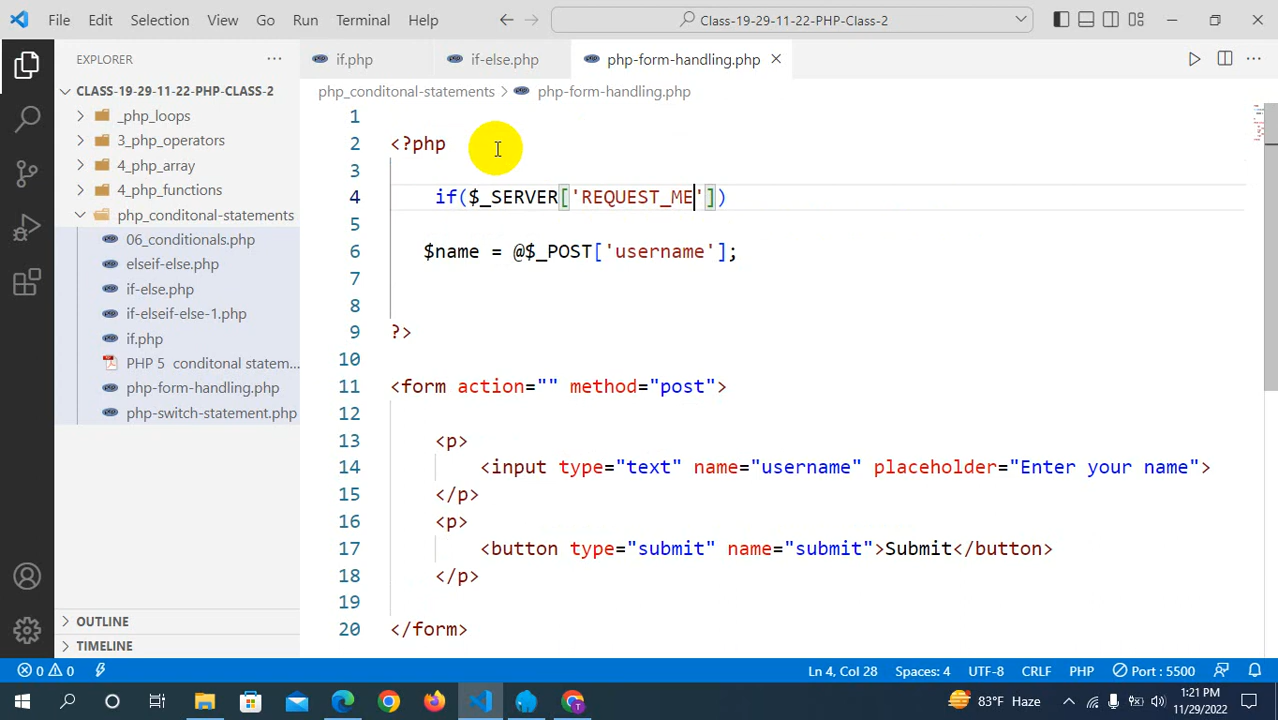 File Edit Selection View Go Run Terminal Help
Class-19-29-11-22-PHP-Class-2
EXPLORER
if.php
if-else.php
php-form-handling.php
CLASS-19-29-11-22-PHP-CLASS-2
php_conditonal-statements > php-form-handling.php
_php_loops
3_php_operators
4_php_array
4_php_functions
php_conditonal-statements
06_conditionals.php
elseif-else.php
if-else.php
if-elseif-else-1.php
if.php
PHP 5 conditonal statem...
php-form-handling.php
php-switch-statement.php
OUTLINE
TIMELINE
1
2 <?php
3
4 if($_SERVER['REQUEST_ME'])
5
6 $name = @$_POST['username'];
7
8
9 ?>
10
11 <form action="" method="post">
12
13 <p>
14 <input type="text" name="username" placeholder="Enter your name">
15 </p>
16 <p>
17 <button type="submit" name="submit">Submit</button>
18 </p>
19
20 </form>
0 0
Ln 4, Col 28 Spaces: 4 UTF-8 CRLF PHP Port : 5500
83°F Haze
1:21 PM
11/29/2022